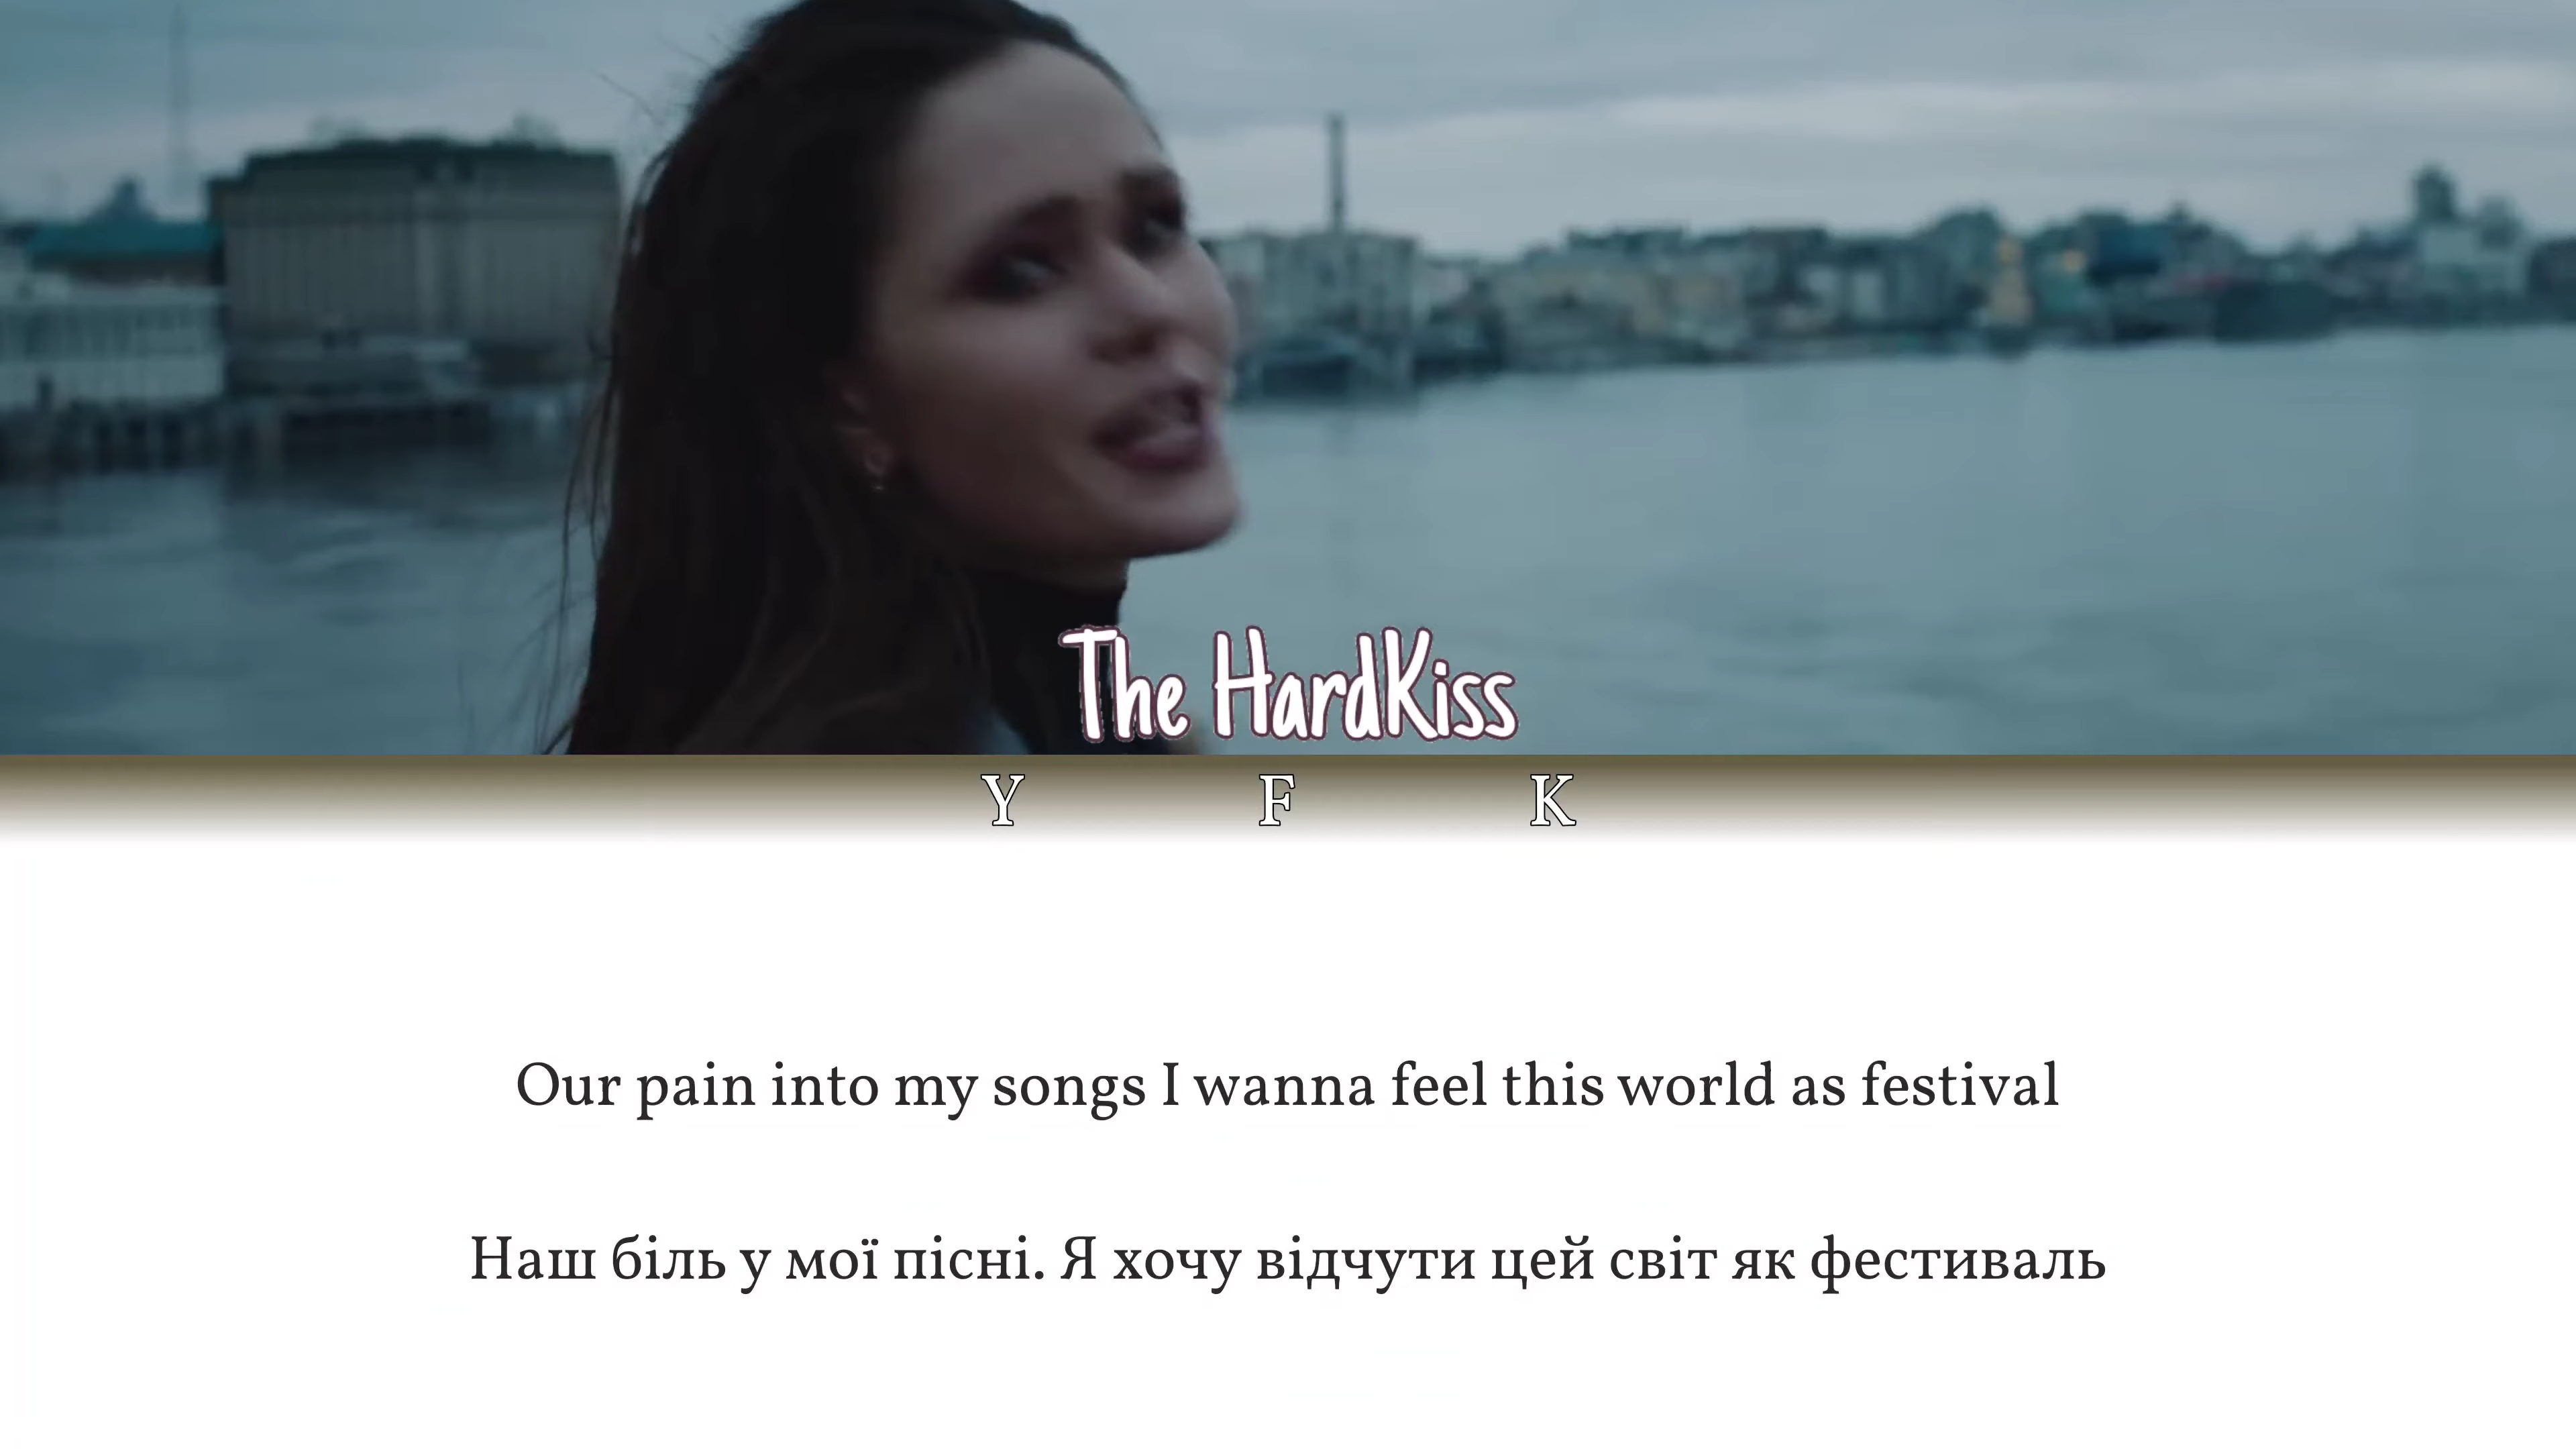 The HardKiss
Y F K
Our pain into my songs I wanna feel this world as festival
Наш біль у мої пісні. Я хочу відчути цей світ як фестиваль